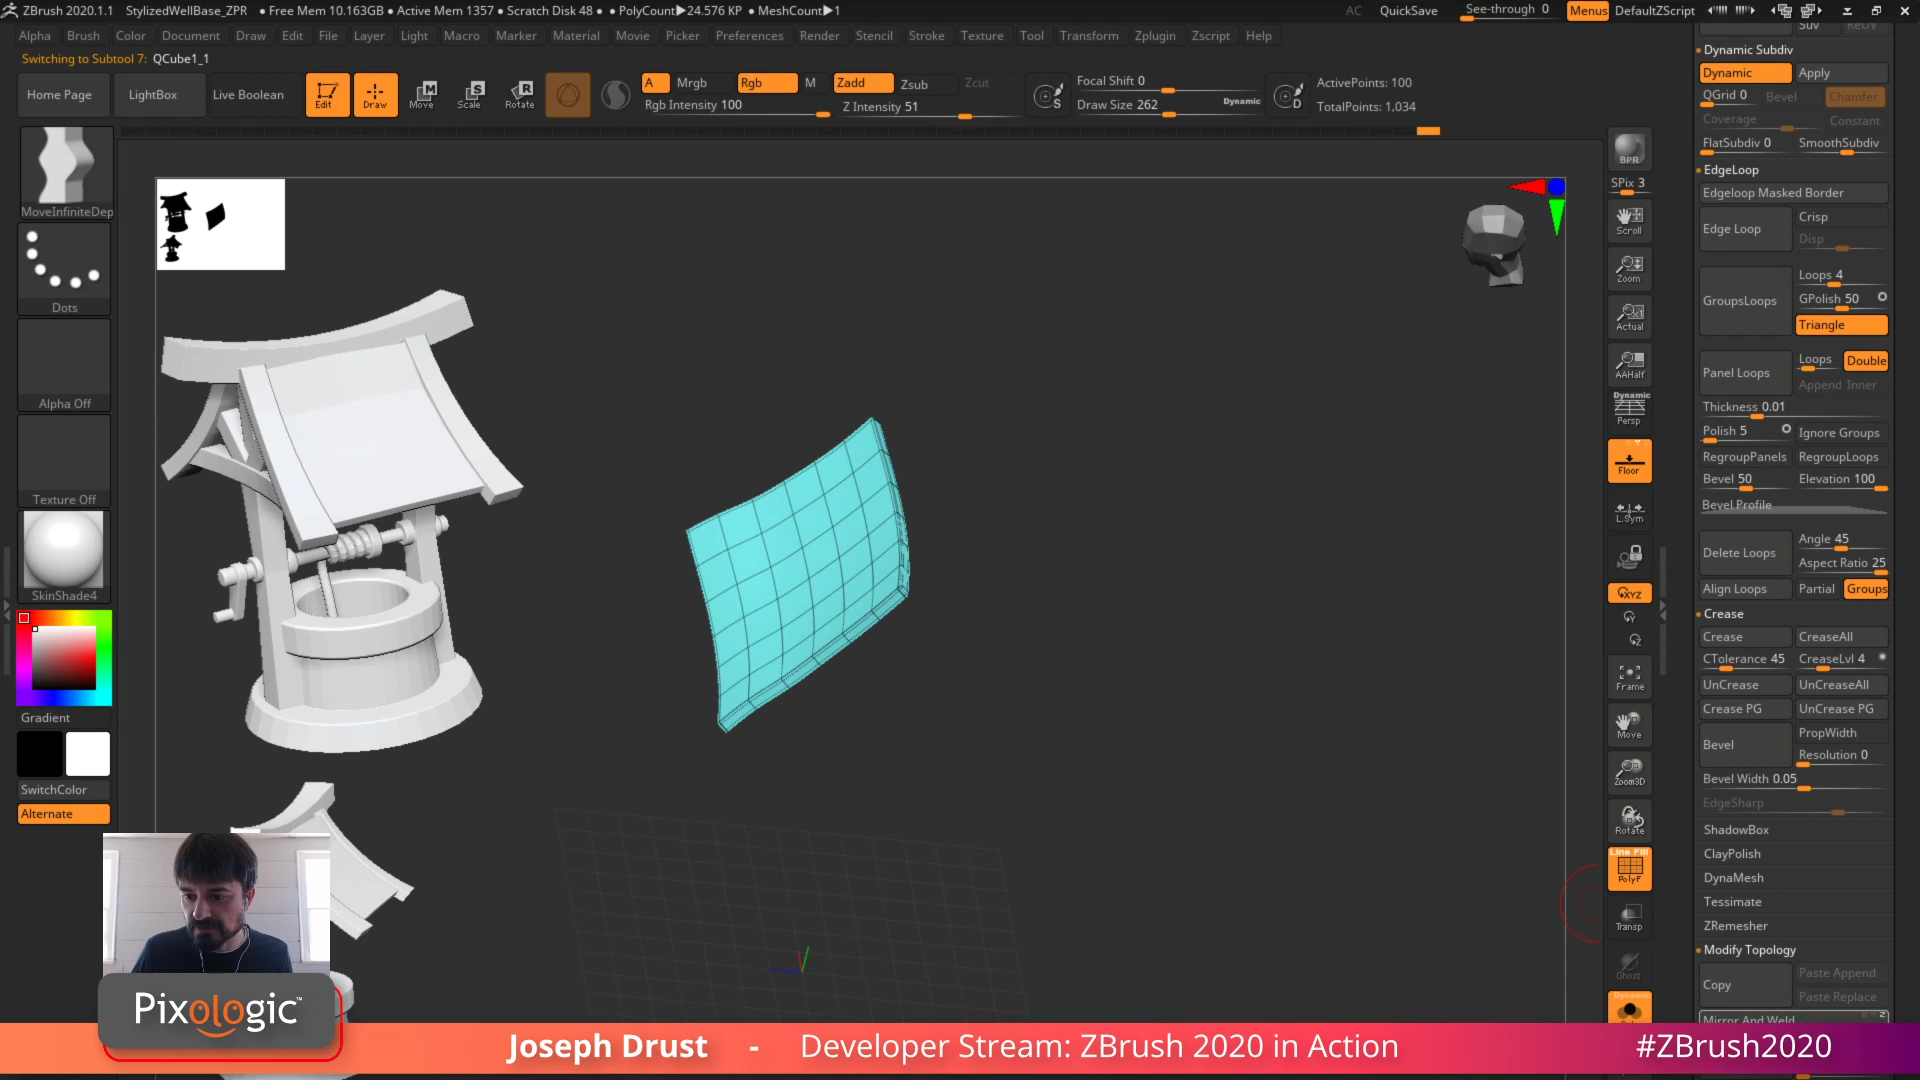 ZBrush 2020.1.1 StylizedWellBase_ZPR • Free Mem 10.163GB • Active Mem 1357 • Scratch Disk 48 • • PolyCount▶24.576 KP • MeshCount▶1 AC QuickSave See-through 0 Menus DefaultZScript
Alpha Brush Color Document Draw Edit File Layer Light Macro Marker Material Movie Picker Preferences Render Stencil Stroke Texture Tool Transform Zplugin Zscript Help
Switching to Subtool 7: QCube1_1
Home Page LightBox Live Boolean Edit Draw Move Scale Rotate
A Mrgb Rgb M Zadd Zsub Zcut
Rgb Intensity 100 Z Intensity 51
S Focal Shift 0
Draw Size 262 Dynamic
D ActivePoints: 100
TotalPoints: 1,034
MoveInfiniteDep
Dots
Alpha Off
Texture Off
SkinShade4
Gradient
SwitchColor
Alternate
BPR
SPix 3
Scroll
Zoom
Actual
AAHalf
Dynamic
Persp
Floor
L.Sym
XYZ
Frame
Move
Zoom3D
Rotate
Line Fill
PolyF
Transp
Ghost
Dynamic
Suv ReUV
Dynamic Subdiv
Dynamic Apply
QGrid 0 Bevel Chamfer
Coverage Constant
FlatSubdiv 0 SmoothSubdiv
EdgeLoop
Edgeloop Masked Border
Edge Loop Crisp
Disp
GroupsLoops Loops 4
GPolish 50
Triangle
Panel Loops Loops Double
Append Inner
Thickness 0.01
Polish 5 Ignore Groups
RegroupPanels RegroupLoops
Bevel 50 Elevation 100
Bevel Profile
Delete Loops Angle 45
Aspect Ratio 25
Align Loops Partial Groups
Crease
Crease CreaseAll
CTolerance 45 CreaseLvl 4
UnCrease UnCreaseAll
Crease PG UnCrease PG
Bevel PropWidth
Resolution 0
Bevel Width 0.05
EdgeSharp
ShadowBox
ClayPolish
DynaMesh
Tessimate
ZRemesher
Modify Topology
Copy Paste Append
Paste Replace
Mirror And Weld
Pixologic™
Joseph Drust - Developer Stream: ZBrush 2020 in Action #ZBrush2020